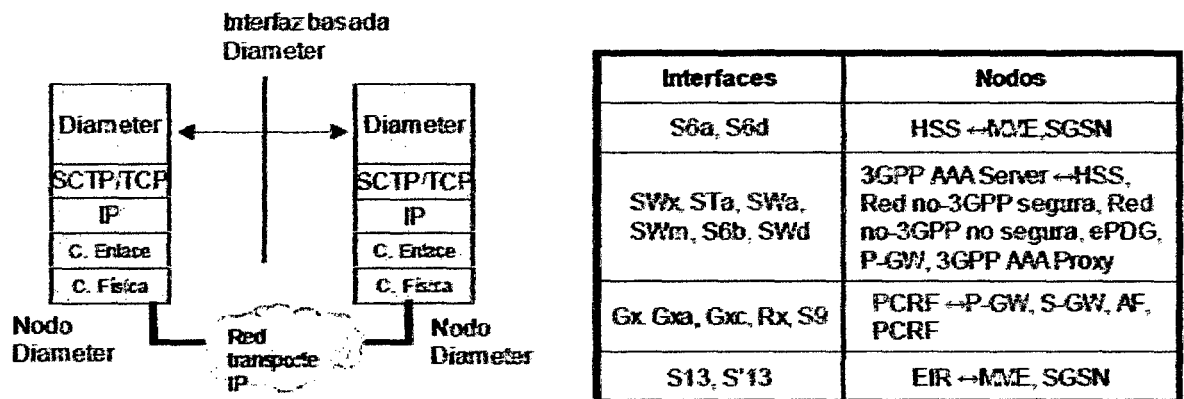 Interfaz basada
Diameter
Diameter
SCTP/TCP
IP
C. Enlace
C. Física
Nodo
Diameter
Diameter
SCTP/TCP
IP
C. Enlace
C. Física
Nodo
Diameter
Red
transporte
IP
Interfaces Nodos
S6a, S6d HSS ↔MME,SGSN
SWx, STa, SWa,
SWm, S6b, SWd
3GPP AAA Server ↔HSS,
Red no-3GPP segura, Red
no-3GPP no segura, ePDG,
P-GW, 3GPP AAA Proxy
Gx, Gxa, Gxc, Rx, S9
PCRF ↔P-GW, S-GW, AF,
PCRF
S13, S'13 EIR ↔MME, SGSN